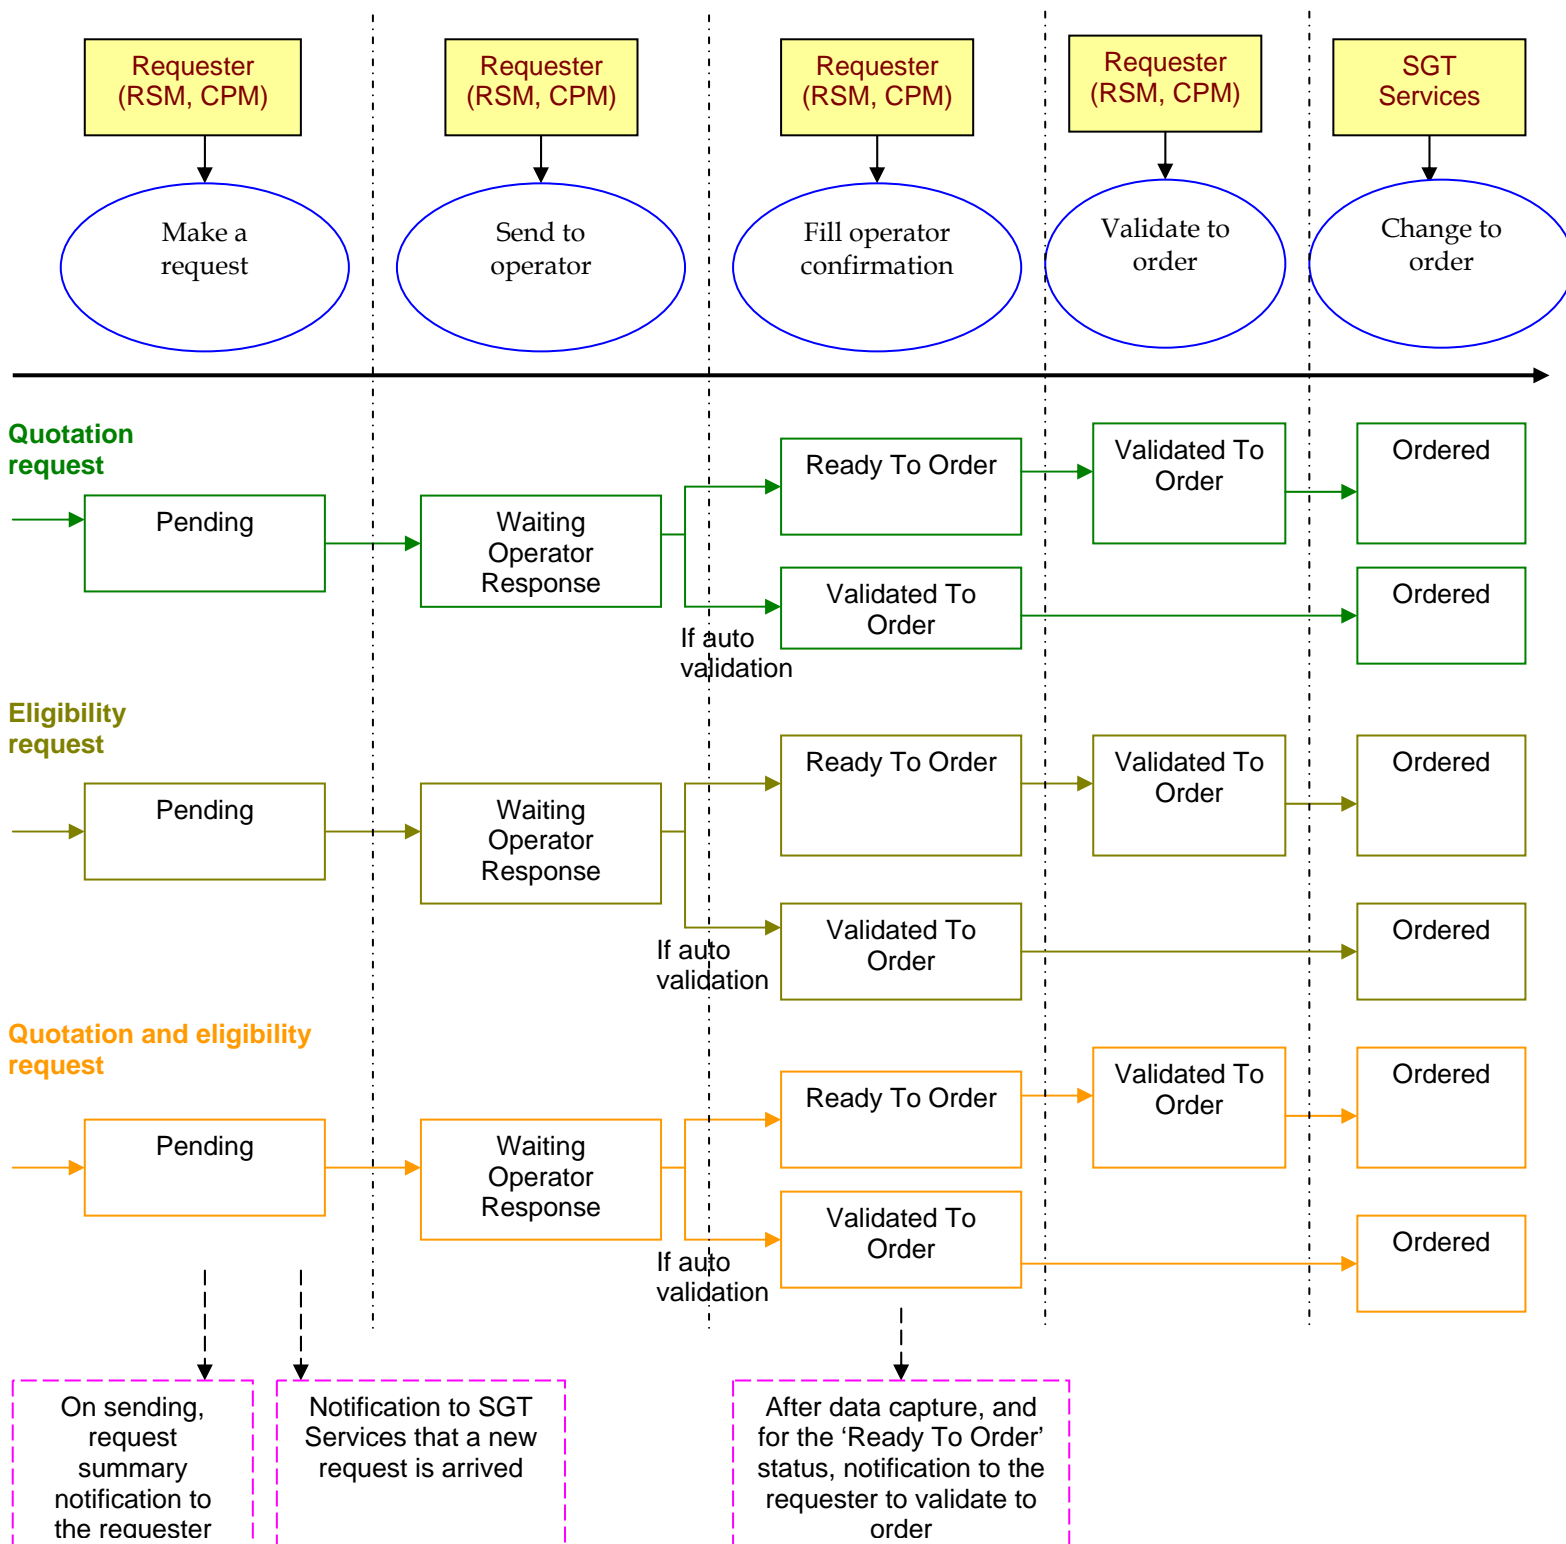 Requester
(RSM, CPM)
Requester
(RSM, CPM)
Requester
(RSM, CPM)
Requester
(RSM, CPM)
SGT
Services
Make a
request
Send to
operator
Fill operator
confirmation
Validate to
order
Change to
order
Quotation
request
Pending
Waiting
Operator
Response
Ready To Order
Validated To
Order
Ordered
If auto
validation
Validated To
Order
Ordered
Eligibility
request
Pending
Waiting
Operator
Response
Ready To Order
Validated To
Order
Ordered
If auto
validation
Validated To
Order
Ordered
Quotation and eligibility
request
Pending
Waiting
Operator
Response
Ready To Order
Validated To
Order
Ordered
If auto
validation
Validated To
Order
Ordered
On sending,
request
summary
notification to
the requester
Notification to SGT
Services that a new
request is arrived
After data capture, and
for the ‘Ready To Order’
status, notification to the
requester to validate to
order